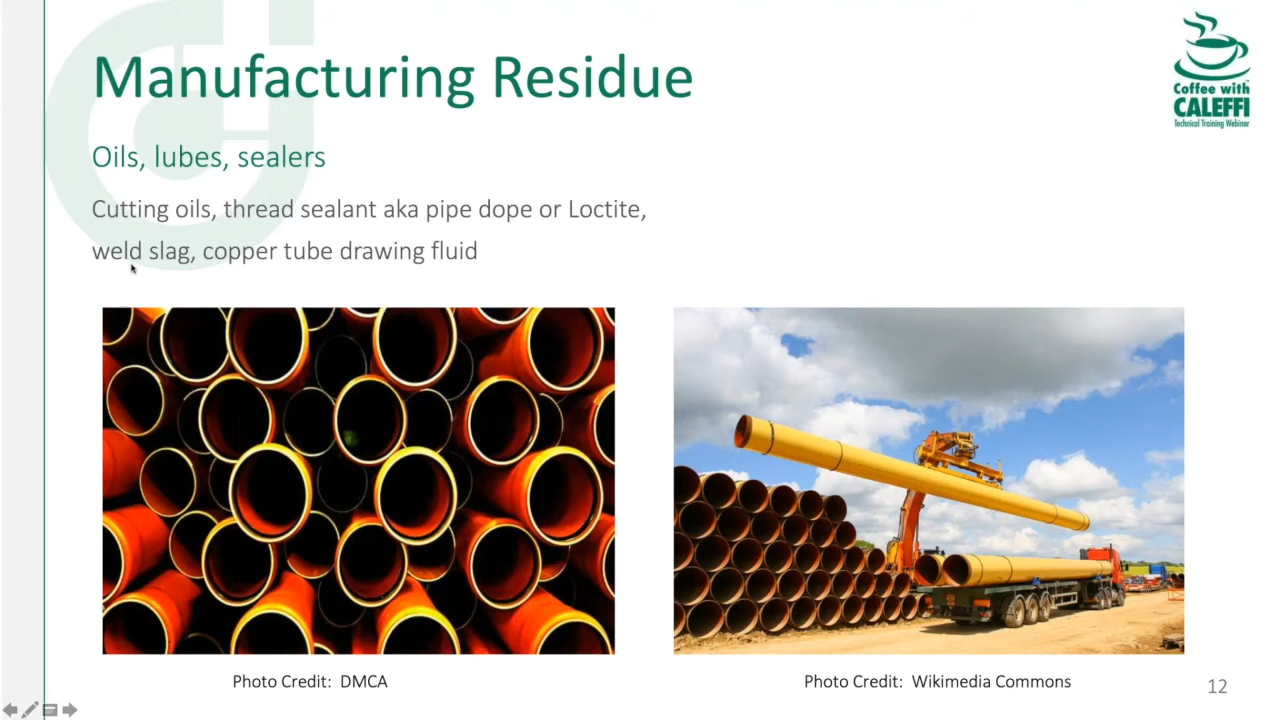 Manufacturing Residue
Coffee with
CALEFFI
Technical Training Webinar
Oils, lubes, sealers
Cutting oils, thread sealant aka pipe dope or Loctite,
weld slag, copper tube drawing fluid
Photo Credit: DMCA
Photo Credit: Wikimedia Commons
12